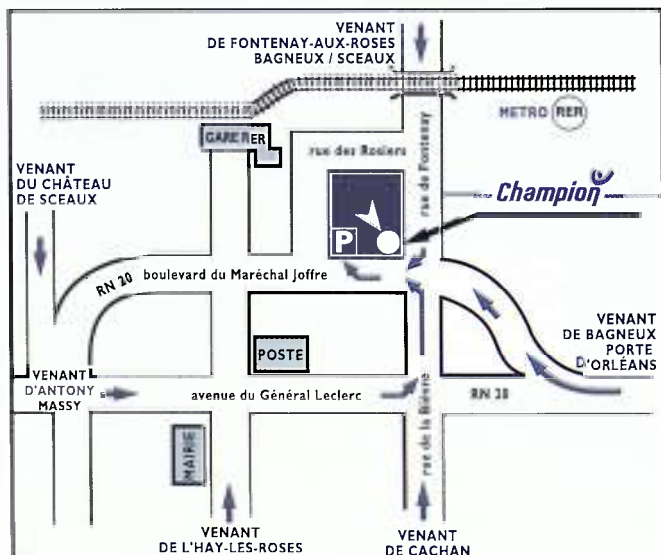 VENANT
DE FONTENAY-AUX-ROSES
BAGNEUX / SCEAUX
METRO RER
GARE RER
rue des Rosiers
rue de Fontenay
VENANT
DU CHÂTEAU
DE SCEAUX
Champion
P
RN 20
boulevard du Maréchal Joffre
VENANT
DE BAGNEUX
PORTE
D'ORLÉANS
POSTE
VENANT
D'ANTONY
MASSY
avenue du Général Leclerc
RN 20
rue de la Bièvre
MAIRIE
VENANT
DE L'HAY-LES-ROSES
VENANT
DE CACHAN